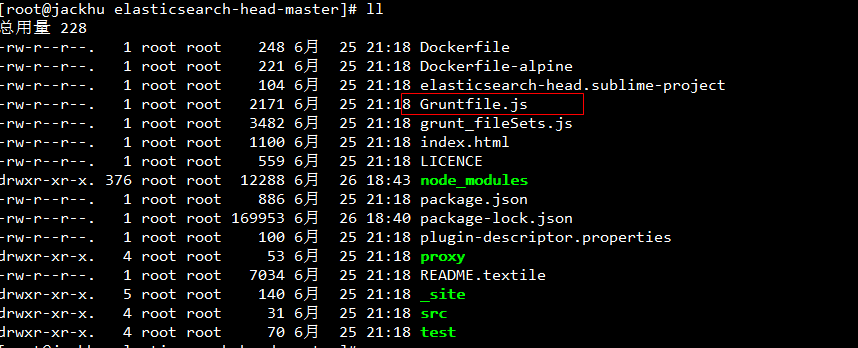 [root@jackhu elasticsearch-head-master]# ll
总用量 228
-rw-r--r--. 1 root root 248 6月 25 21:18 Dockerfile
-rw-r--r--. 1 root root 221 6月 25 21:18 Dockerfile-alpine
-rw-r--r--. 1 root root 104 6月 25 21:18 elasticsearch-head.sublime-project
-rw-r--r--. 1 root root 2171 6月 25 21:18 Gruntfile.js
-rw-r--r--. 1 root root 3482 6月 25 21:18 grunt_fileSets.js
-rw-r--r--. 1 root root 1100 6月 25 21:18 index.html
-rw-r--r--. 1 root root 559 6月 25 21:18 LICENCE
drwxr-xr-x. 376 root root 12288 6月 26 18:43 node_modules
-rw-r--r--. 1 root root 886 6月 25 21:18 package.json
-rw-r--r--. 1 root root 169953 6月 26 18:40 package-lock.json
-rw-r--r--. 1 root root 100 6月 25 21:18 plugin-descriptor.properties
drwxr-xr-x. 4 root root 53 6月 25 21:18 proxy
-rw-r--r--. 1 root root 7034 6月 25 21:18 README.textile
drwxr-xr-x. 5 root root 140 6月 25 21:18 _site
drwxr-xr-x. 4 root root 31 6月 25 21:18 src
drwxr-xr-x. 4 root root 70 6月 25 21:18 test
[root@jackhu elasticsearch-head-master]#